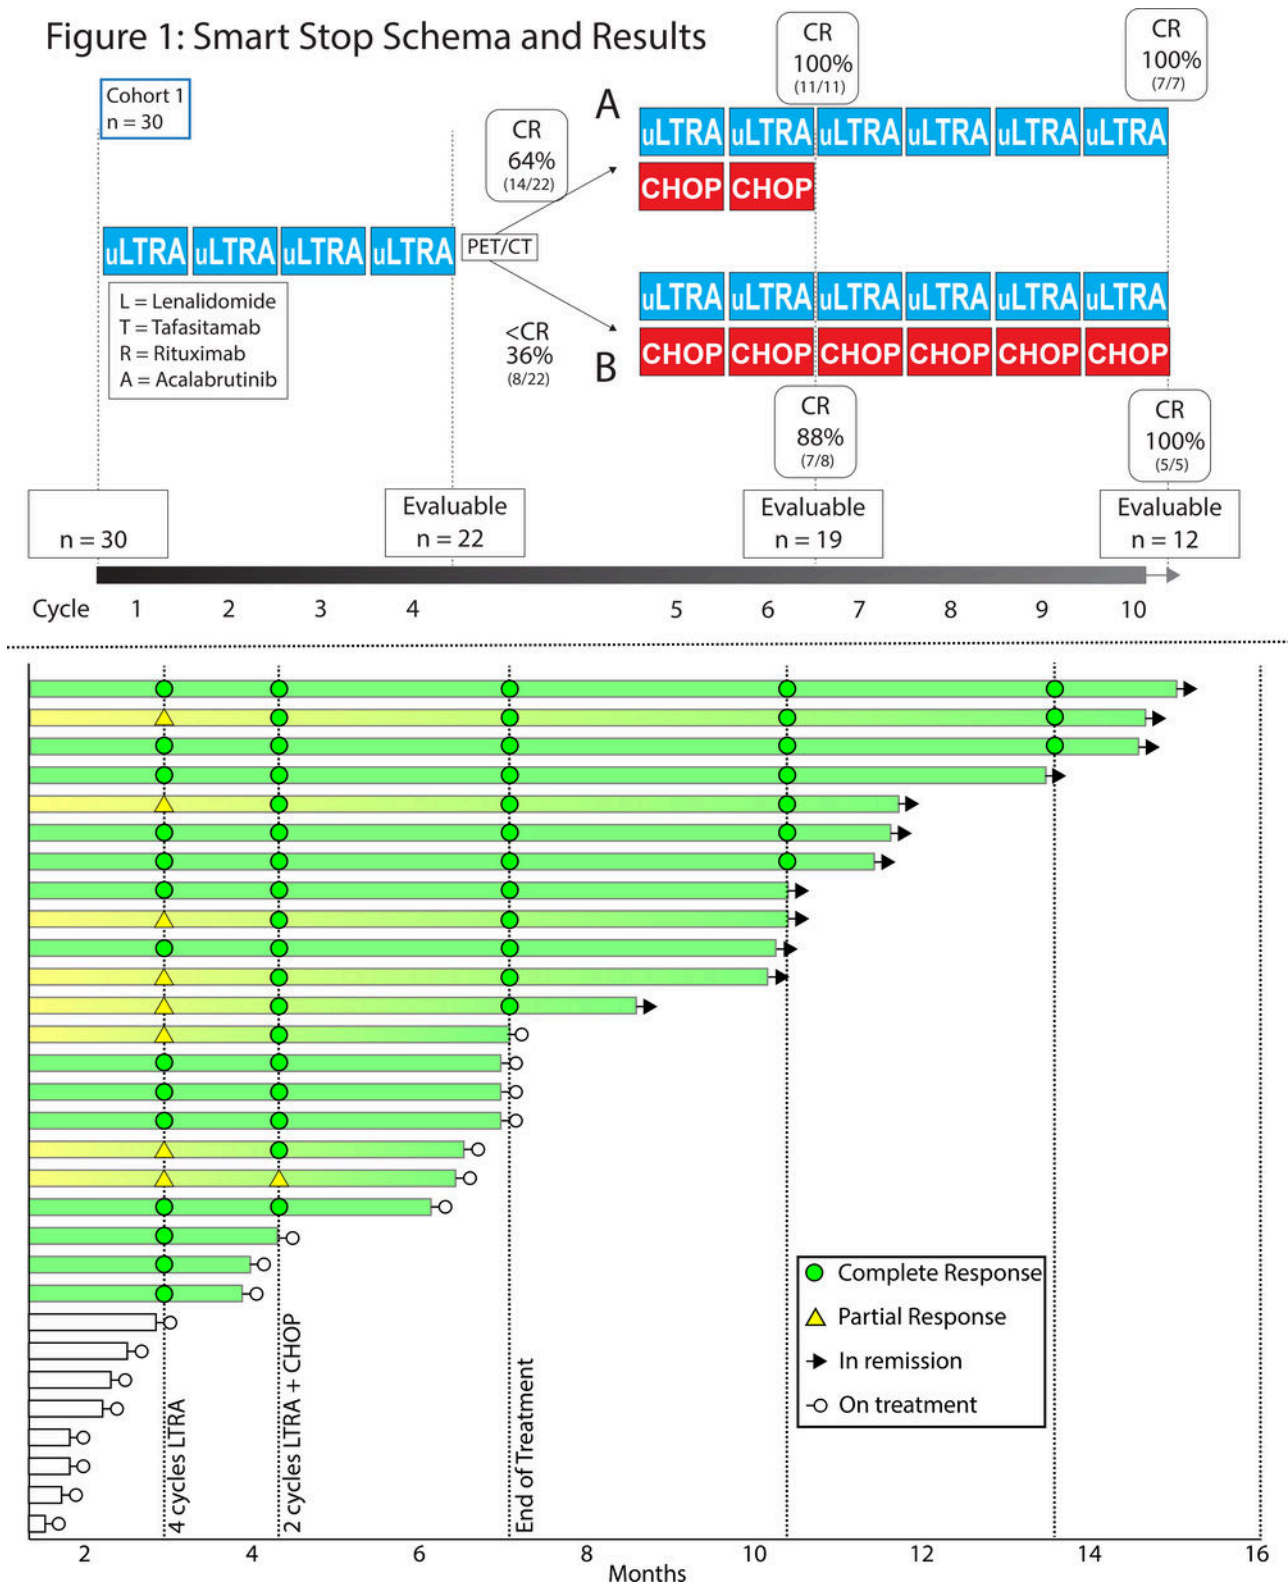 Figure 1: Smart Stop Schema and Results
Cohort 1
n = 30
CR
64%
(14/22)
A
CR
100%
(11/11)
CR
100%
(7/7)
uLTRA uLTRA uLTRA uLTRA uLTRA uLTRA
CHOP CHOP
uLTRA uLTRA uLTRA uLTRA
PET/CT
L = Lenalidomide
T = Tafasitamab
R = Rituximab
A = Acalabrutinib
<CR
36%
(8/22)
B
uLTRA uLTRA uLTRA uLTRA uLTRA uLTRA
CHOP CHOP CHOP CHOP CHOP CHOP
CR
88%
(7/8)
CR
100%
(5/5)
n = 30
Evaluable
n = 22
Evaluable
n = 19
Evaluable
n = 12
Cycle 1 2 3 4 5 6 7 8 9 10
4 cycles LTRA
2 cycles LTRA + CHOP
End of Treatment
Complete Response
Partial Response
In remission
On treatment
2 4 6 8 10 12 14 16
Months